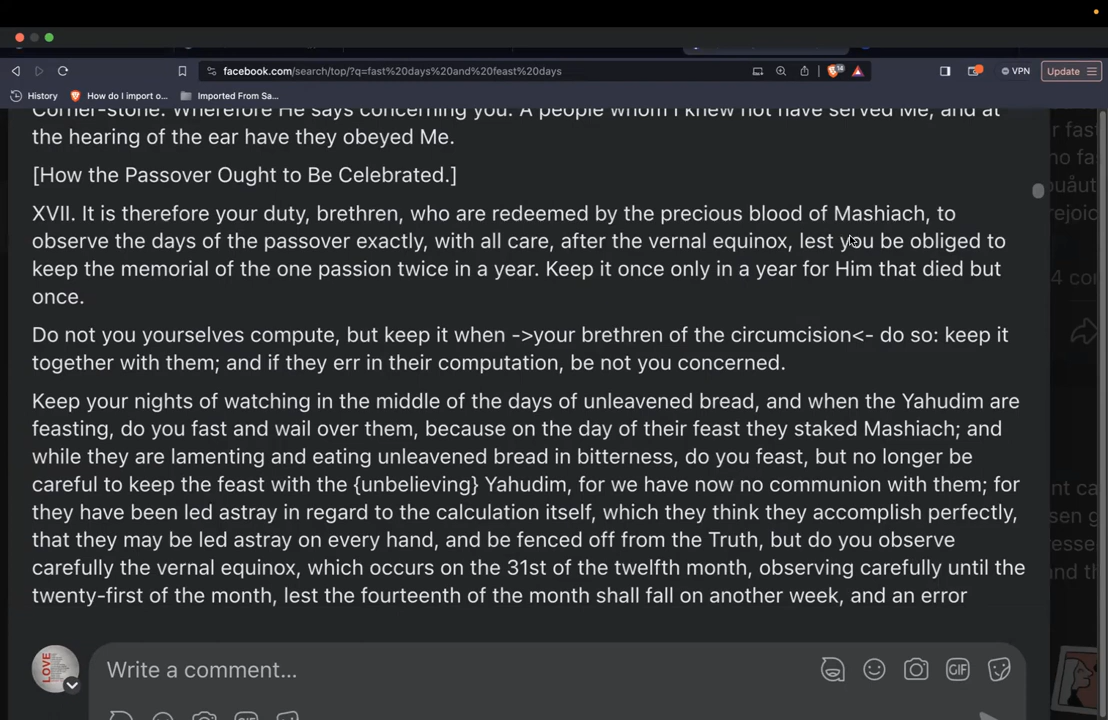 facebook.com/search/top/?q=fast%20days%20and%20feast%20days
14
VPN
Update
History
How do I import o...
Imported From Sa...
Corner-stone. Wherefore He says concerning you: A people whom I knew not have served Me, and at
the hearing of the ear have they obeyed Me.
[How the Passover Ought to Be Celebrated.]
XVII. It is therefore your duty, brethren, who are redeemed by the precious blood of Mashiach, to
observe the days of the passover exactly, with all care, after the vernal equinox, lest you be obliged to
keep the memorial of the one passion twice in a year. Keep it once only in a year for Him that died but
once.
Do not you yourselves compute, but keep it when ->your brethren of the circumcision<- do so: keep it
together with them; and if they err in their computation, be not you concerned.
Keep your nights of watching in the middle of the days of unleavened bread, and when the Yahudim are
feasting, do you fast and wail over them, because on the day of their feast they staked Mashiach; and
while they are lamenting and eating unleavened bread in bitterness, do you feast, but no longer be
careful to keep the feast with the {unbelieving} Yahudim, for we have now no communion with them; for
they have been led astray in regard to the calculation itself, which they think they accomplish perfectly,
that they may be led astray on every hand, and be fenced off from the Truth, but do you observe
carefully the vernal equinox, which occurs on the 31st of the twelfth month, observing carefully until the
twenty-first of the month, lest the fourteenth of the month shall fall on another week, and an error
LOVE
Write a comment...
GIF